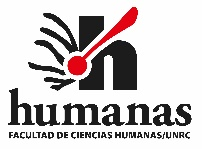 h
humanas
FACULTAD DE CIENCIAS HUMANAS/UNRC